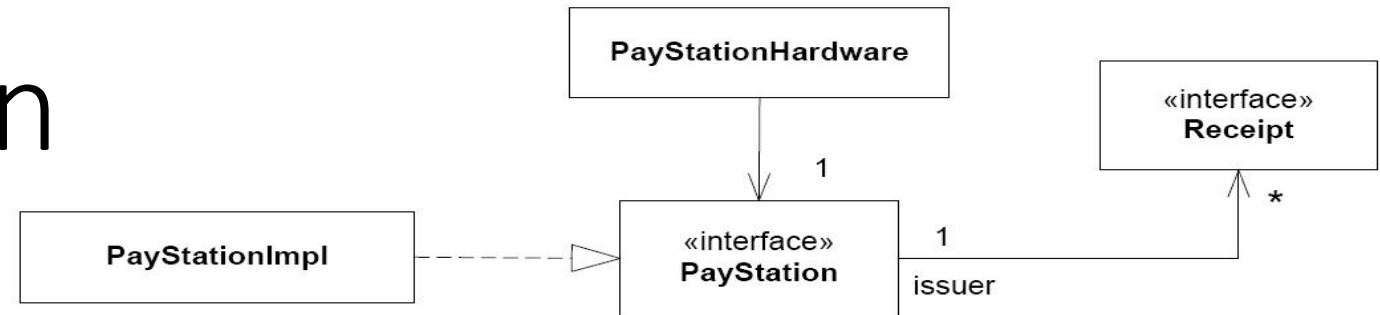 n
PayStationHardware
«interface»
Receipt
1
*
PayStationImpl
«interface»
PayStation
1
issuer